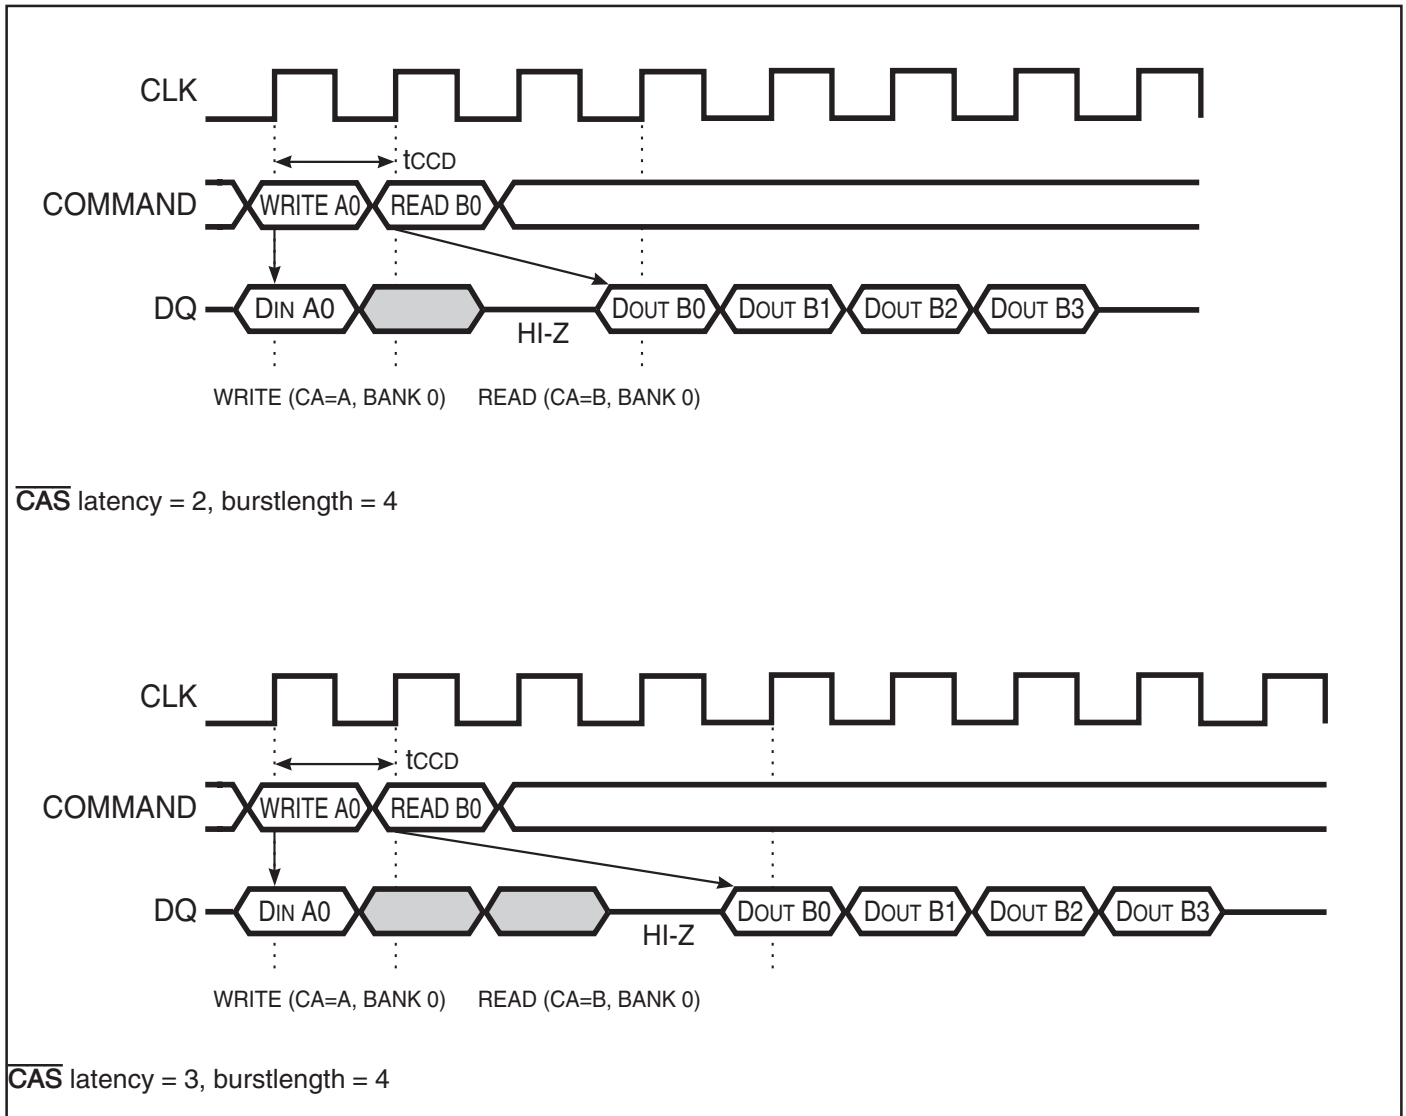 CLK
tCCD
COMMAND WRITE A0 READ B0
DQ DIN A0 DOUT B0 DOUT B1 DOUT B2 DOUT B3
HI-Z
WRITE (CA=A, BANK 0) READ (CA=B, BANK 0)
CAS latency = 2, burstlength = 4
CLK
tCCD
COMMAND WRITE A0 READ B0
DQ DIN A0 DOUT B0 DOUT B1 DOUT B2 DOUT B3
HI-Z
WRITE (CA=A, BANK 0) READ (CA=B, BANK 0)
CAS latency = 3, burstlength = 4